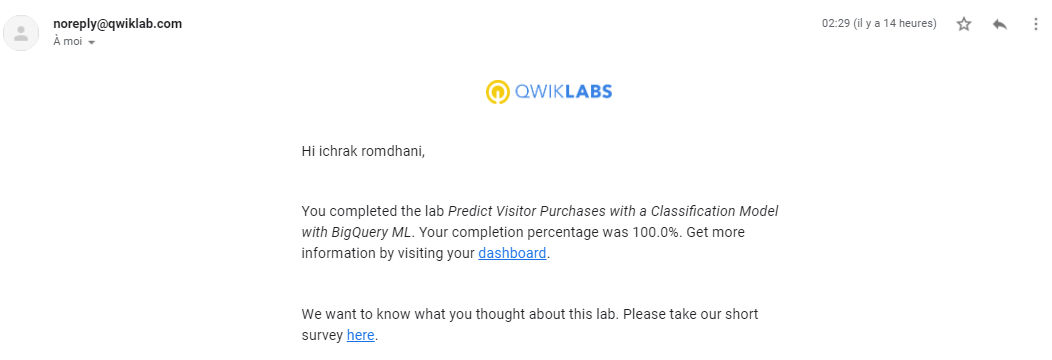 noreply@qwiklab.com
02:29 (il y a 14 heures)
À moi
QWIKLABS
Hi ichrak romdhani,
You completed the lab Predict Visitor Purchases with a Classification Model
with BigQuery ML. Your completion percentage was 100.0%. Get more
information by visiting your dashboard.
We want to know what you thought about this lab. Please take our short
survey here.